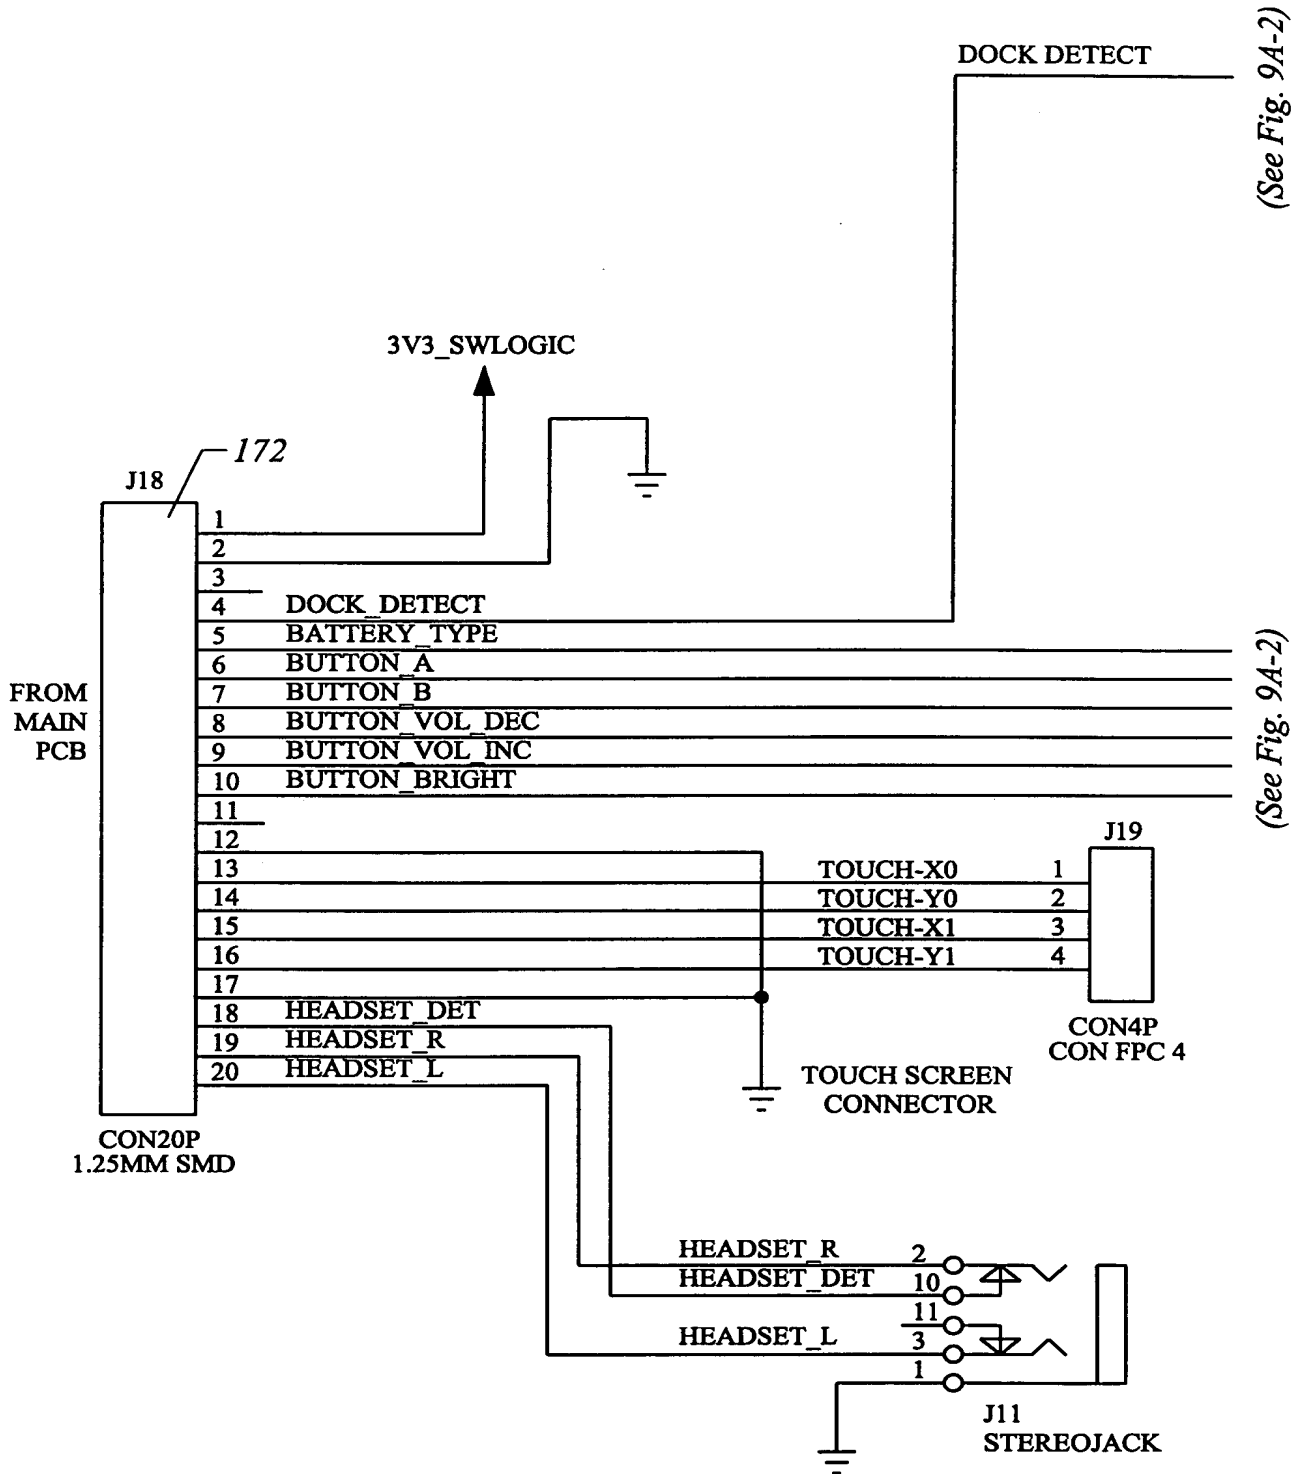 DOCK DETECT
(See Fig. 9A-2)
3V3_SWLOGIC
172
J18
1
2
3
4 DOCK_DETECT
5 BATTERY_TYPE
6 BUTTON_A
7 BUTTON_B
8 BUTTON_VOL_DEC
9 BUTTON_VOL_INC
10 BUTTON_BRIGHT
11
12
13
14
15
16
17
18 HEADSET_DET
19 HEADSET_R
20 HEADSET_L
FROM
MAIN
PCB
(See Fig. 9A-2)
CON20P
1.25MM SMD
J19
TOUCH-X0 1
TOUCH-Y0 2
TOUCH-X1 3
TOUCH-Y1 4
CON4P
CON FPC 4
TOUCH SCREEN
CONNECTOR
HEADSET_R 2
HEADSET_DET 10
11
HEADSET_L 3
1
J11
STEREOJACK